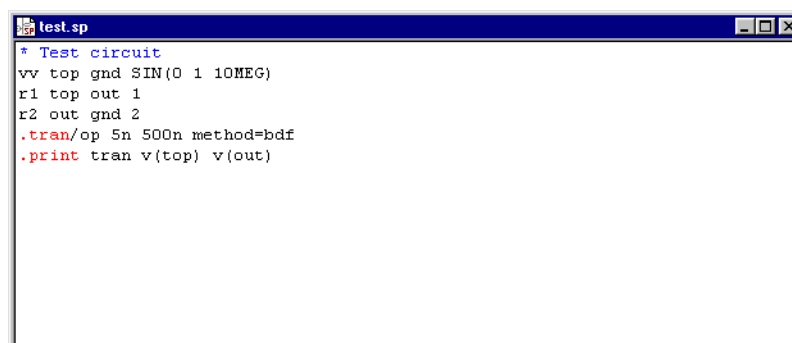 test.sp
* Test circuit
vv top gnd SIN(0 1 10MEG)
r1 top out 1
r2 out gnd 2
.tran/op 5n 500n method=bdf
.print tran v(top) v(out)